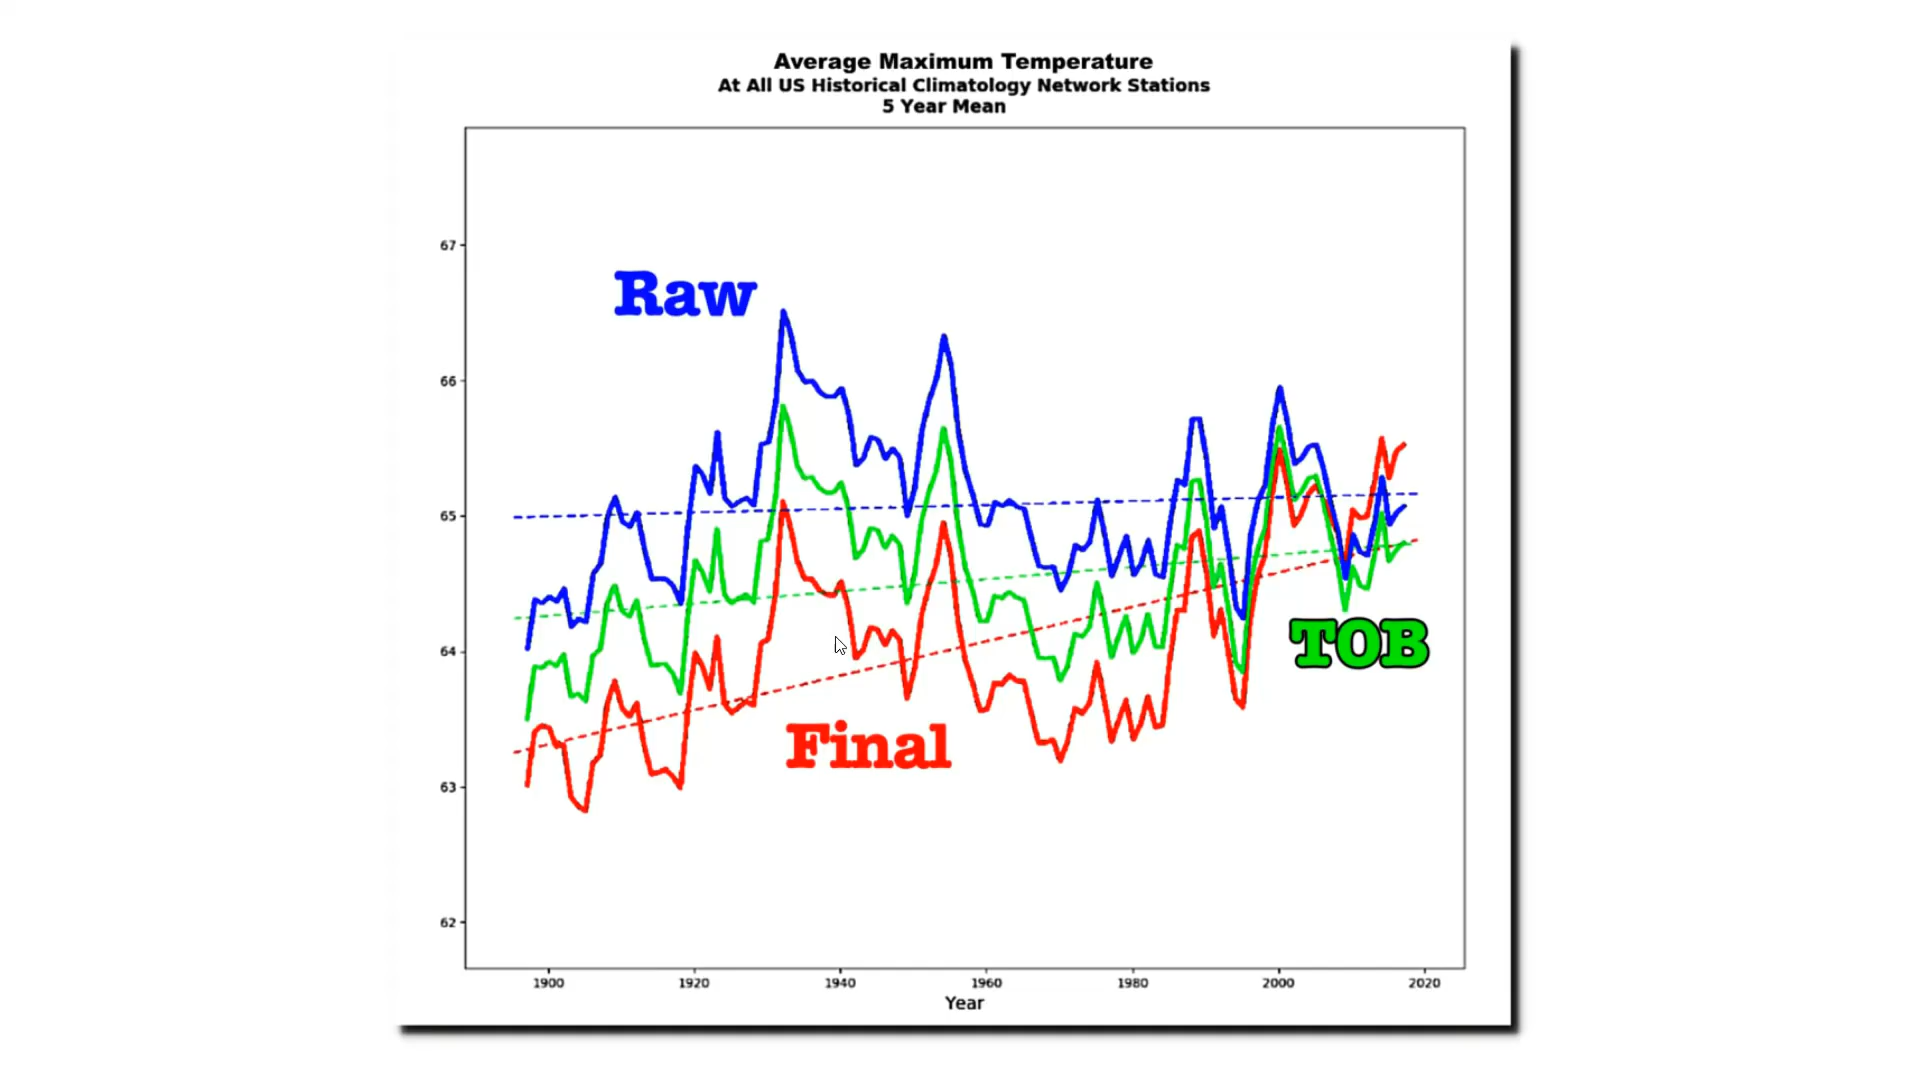 Average Maximum Temperature
At All US Historical Climatology Network Stations
5 Year Mean
67
Raw
66
65
64
TOB
Final
63
62
1900 1920 1940 1960 1980 2000 2020
Year